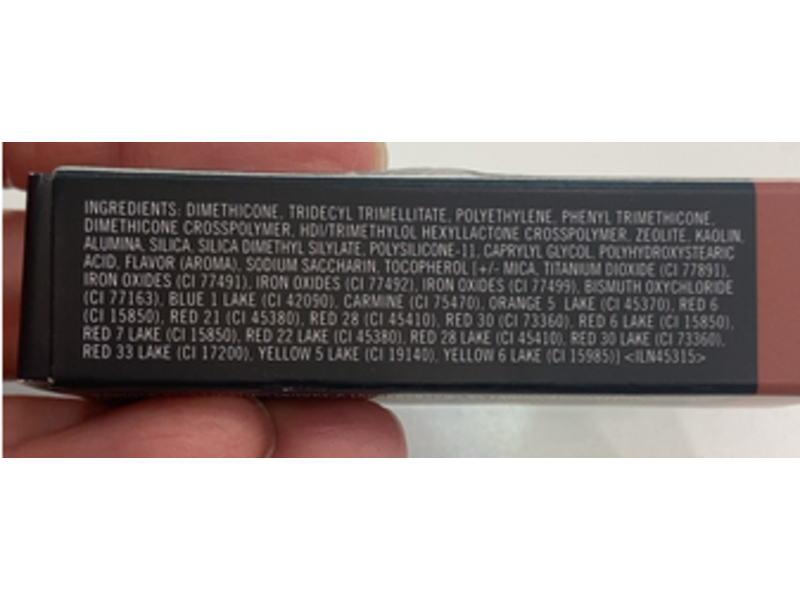 INGREDIENTS: DIMETHICONE, TRIDECYL TRIMELLITATE, POLYETHYLENE, PHENYL TRIMETHICONE,
DIMETHICONE CROSSPOLYMER, HDI/TRIMETHYLOL HEXYLLACTONE CROSSPOLYMER, ZEOLITE, KAOLIN,
ALUMINA, SILICA, SILICA DIMETHYL SILYLATE, POLYSILICONE-11, CAPRYLYL GLYCOL, POLYHYDROXYSTEARIC
ACID, FLAVOR (AROMA), SODIUM SACCHARIN, TOCOPHEROL [+/- MICA, TITANIUM DIOXIDE (CI 77891),
IRON OXIDES (CI 77491), IRON OXIDES (CI 77492), IRON OXIDES (CI 77499), BISMUTH OXYCHLORIDE
(CI 77163), BLUE 1 LAKE (CI 42090), CARMINE (CI 75470), ORANGE 5 LAKE (CI 45370), RED 6
(CI 15850), RED 21 (CI 45380), RED 28 (CI 45410), RED 30 (CI 73360), RED 6 LAKE (CI 15850),
RED 7 LAKE (CI 15850), RED 22 LAKE (CI 45380), RED 28 LAKE (CI 45410), RED 30 LAKE (CI 73360),
RED 33 LAKE (CI 17200), YELLOW 5 LAKE (CI 19140), YELLOW 6 LAKE (CI 15985)] <ILN45315>